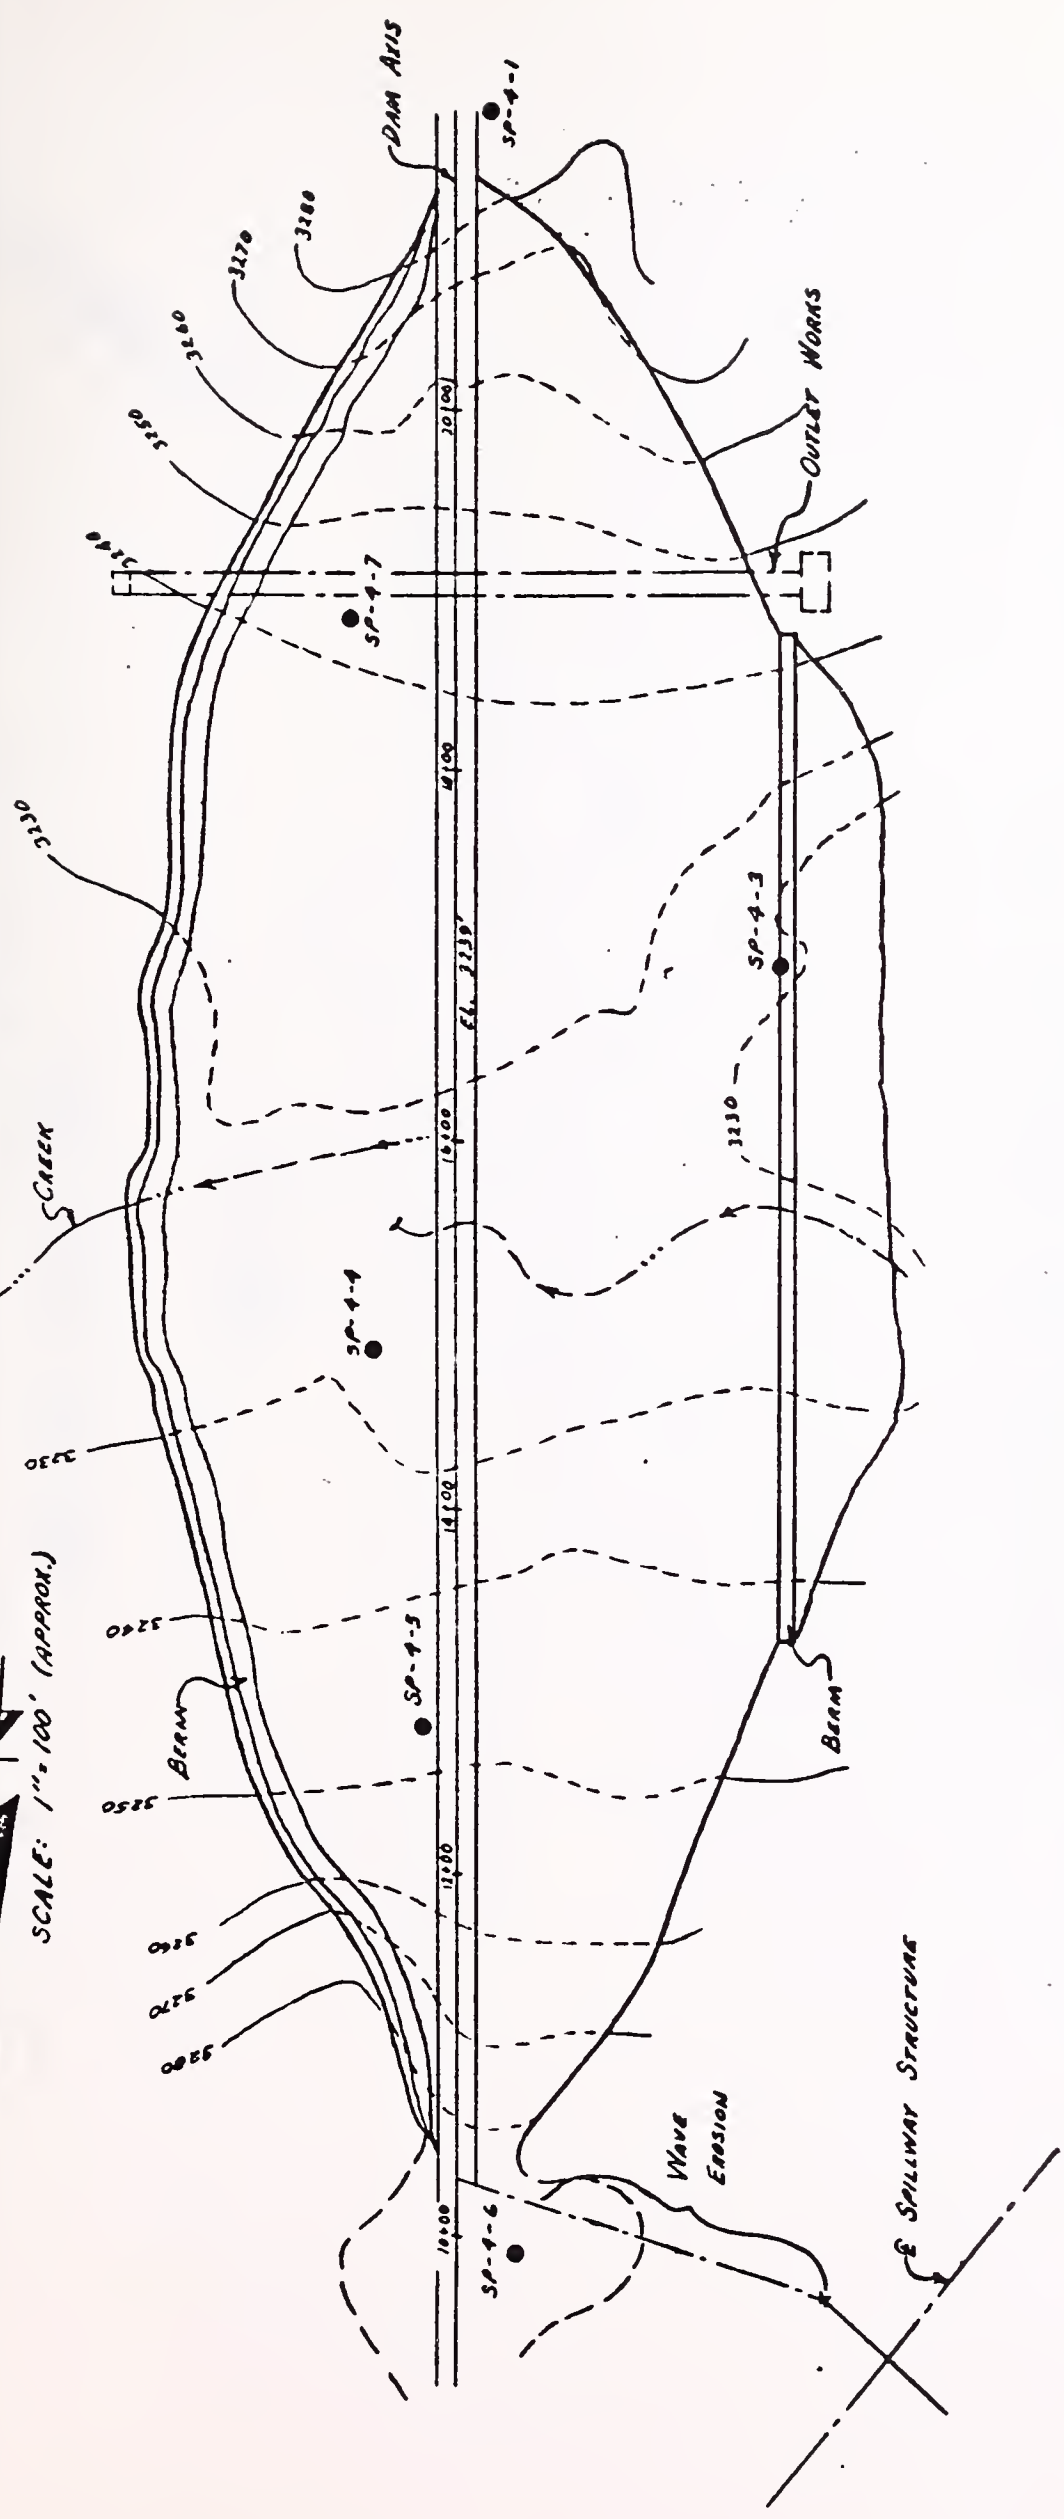 SCALE: 1"=100' (APPROX.)
CREEK
DAM AXIS
SP-4-1
3280
3270
3260
3250
3240
3230
OUTLET WORKS
SP-4-7
20+00
18+00
16+00
14+00
12+00
10+00
SP-4-3
3230
SP-4-4
3230
3240
SP-4-5
BERM
BERM
3250
3260
3270
3280
SP-4-6
WAVE
EROSION
℄ SPILLWAY STRUCTURE